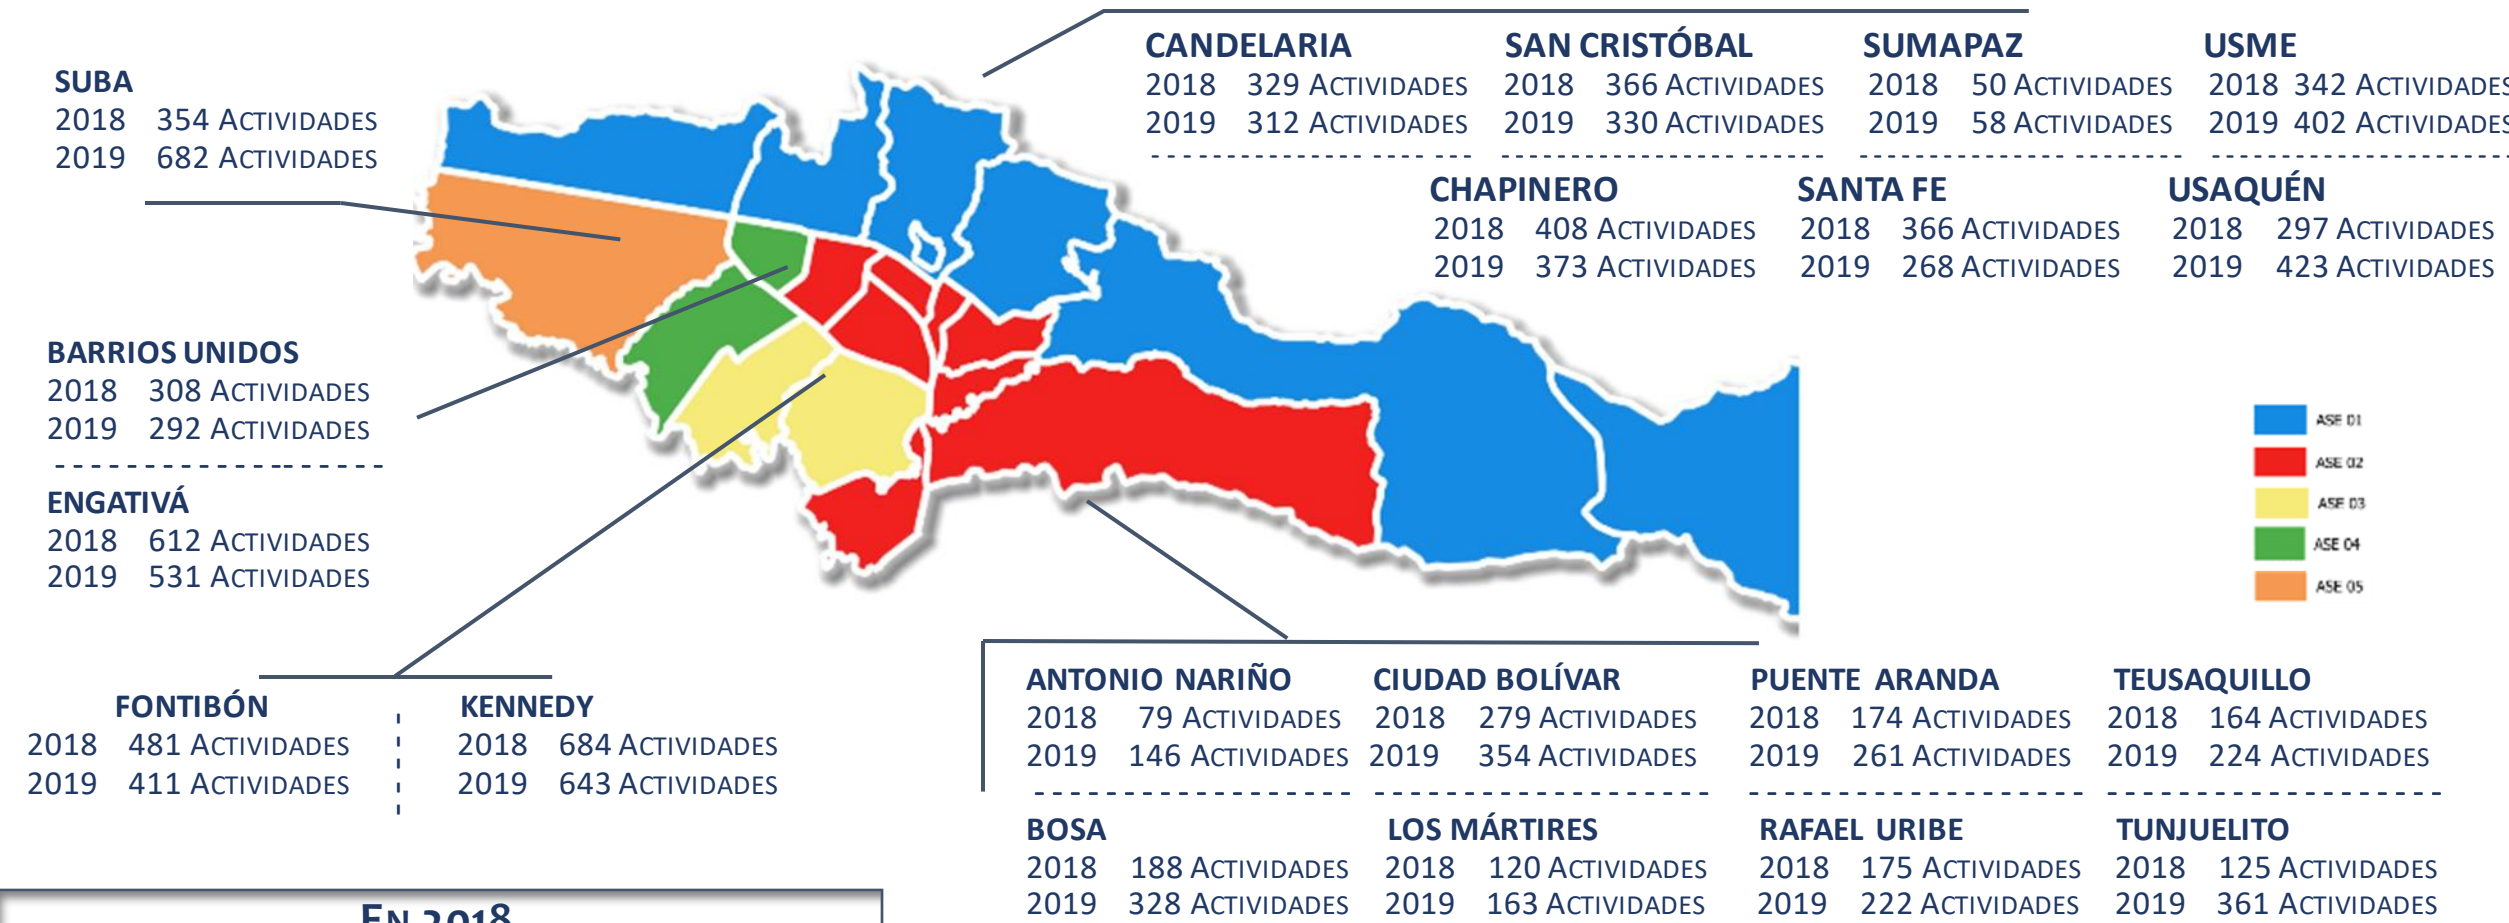 SUBA
2018 354 ACTIVIDADES
2019 682 ACTIVIDADES
CANDELARIA
2018 329 ACTIVIDADES
2019 312 ACTIVIDADES
SAN CRISTÓBAL
2018 366 ACTIVIDADES
2019 330 ACTIVIDADES
SUMAPAZ
2018 50 ACTIVIDADES
2019 58 ACTIVIDADES
USME
2018 342 ACTIVIDADES
2019 402 ACTIVIDADES
CHAPINERO
2018 408 ACTIVIDADES
2019 373 ACTIVIDADES
SANTA FE
2018 366 ACTIVIDADES
2019 268 ACTIVIDADES
USAQUÉN
2018 297 ACTIVIDADES
2019 423 ACTIVIDADES
BARRIOS UNIDOS
2018 308 ACTIVIDADES
2019 292 ACTIVIDADES
ENGATIVÁ
2018 612 ACTIVIDADES
2019 531 ACTIVIDADES
ASE 01
ASE 02
ASE 03
ASE 04
ASE 05
FONTIBÓN
2018 481 ACTIVIDADES
2019 411 ACTIVIDADES
KENNEDY
2018 684 ACTIVIDADES
2019 643 ACTIVIDADES
ANTONIO NARIÑO
2018 79 ACTIVIDADES
2019 146 ACTIVIDADES
CIUDAD BOLÍVAR
2018 279 ACTIVIDADES
2019 354 ACTIVIDADES
PUENTE ARANDA
2018 174 ACTIVIDADES
2019 261 ACTIVIDADES
TEUSAQUILLO
2018 164 ACTIVIDADES
2019 224 ACTIVIDADES
BOSA
2018 188 ACTIVIDADES
2019 328 ACTIVIDADES
LOS MÁRTIRES
2018 120 ACTIVIDADES
2019 163 ACTIVIDADES
RAFAEL URIBE
2018 175 ACTIVIDADES
2019 222 ACTIVIDADES
TUNJUELITO
2018 125 ACTIVIDADES
2019 361 ACTIVIDADES
EN 2018